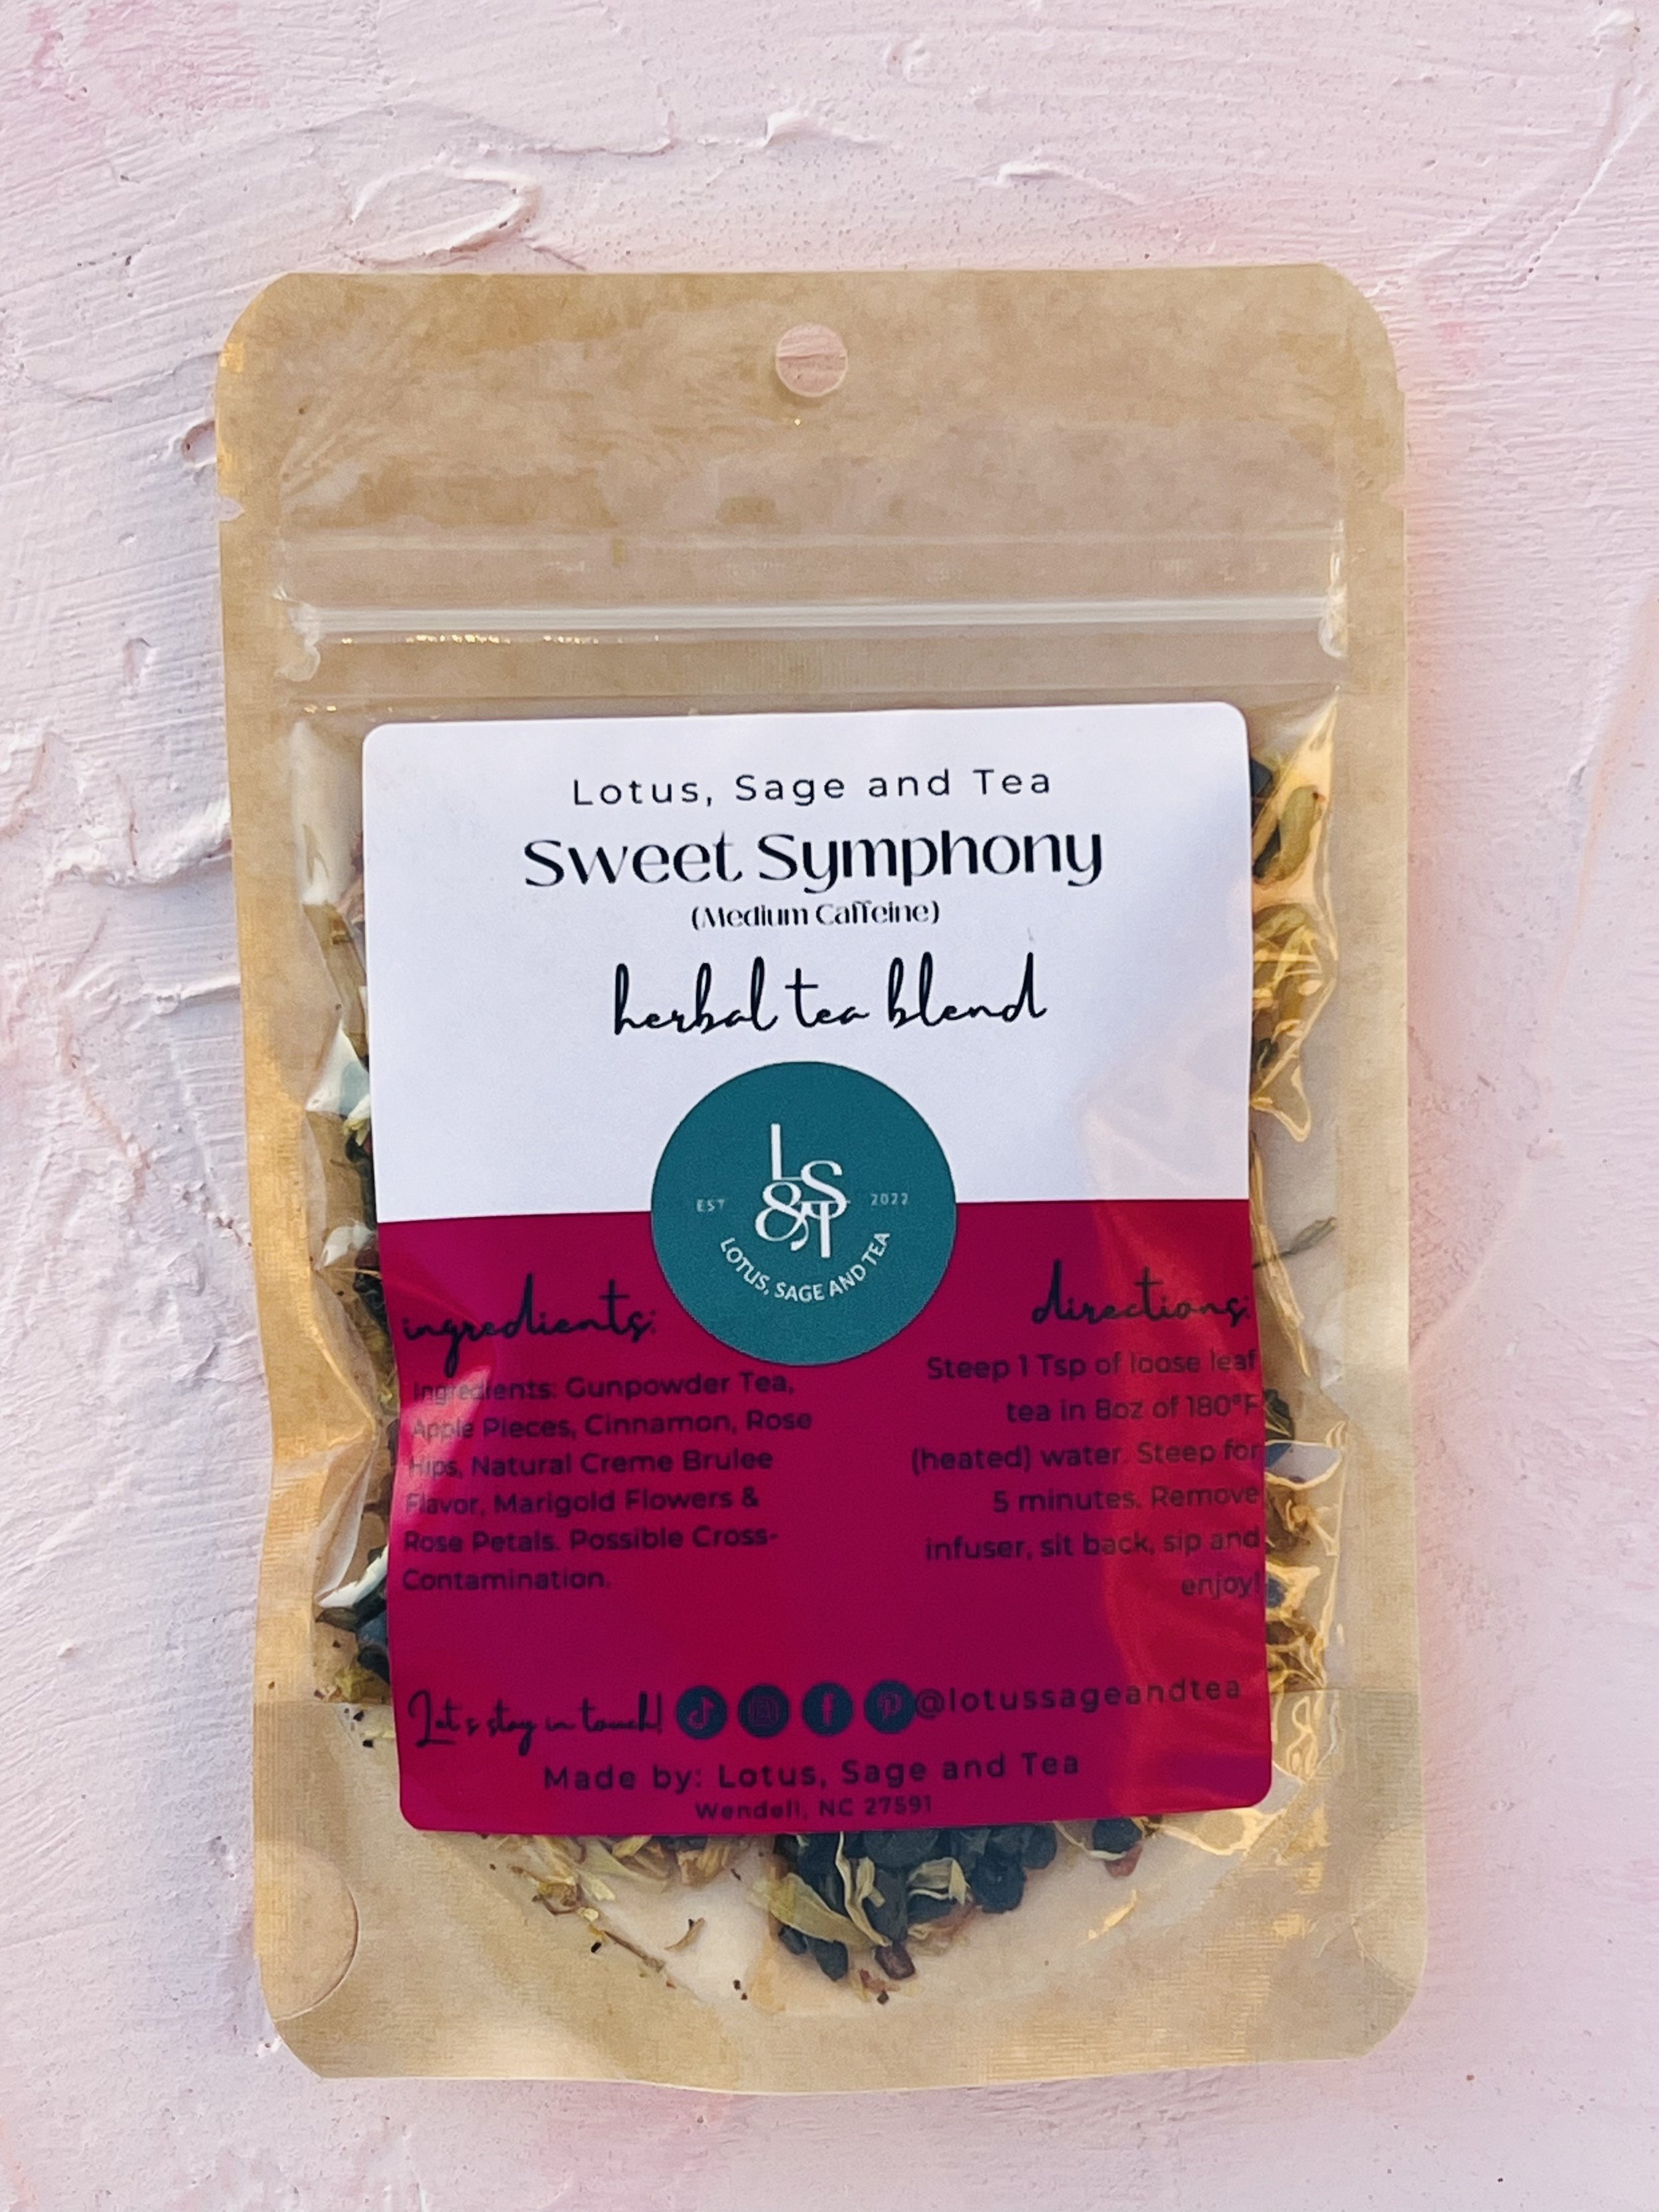 Lotus, Sage and Tea
Sweet Symphony
(Medium Caffeine)
herbal tea blend
LS&T
EST 2022
LOTUS, SAGE AND TEA
ingredients:
Ingredients: Gunpowder Tea,
Apple Pieces, Cinnamon, Rose
Hips, Natural Creme Brulee
Flavor, Marigold Flowers &
Rose Petals. Possible Cross-
Contamination.
directions:
Steep 1 Tsp of loose leaf
tea in 8oz of 180°F
(heated) water. Steep for
5 minutes. Remove
infuser, sit back, sip and
enjoy!
Let's stay in touch! @lotussageandtea
Made by: Lotus, Sage and Tea
Wendell, NC 27591